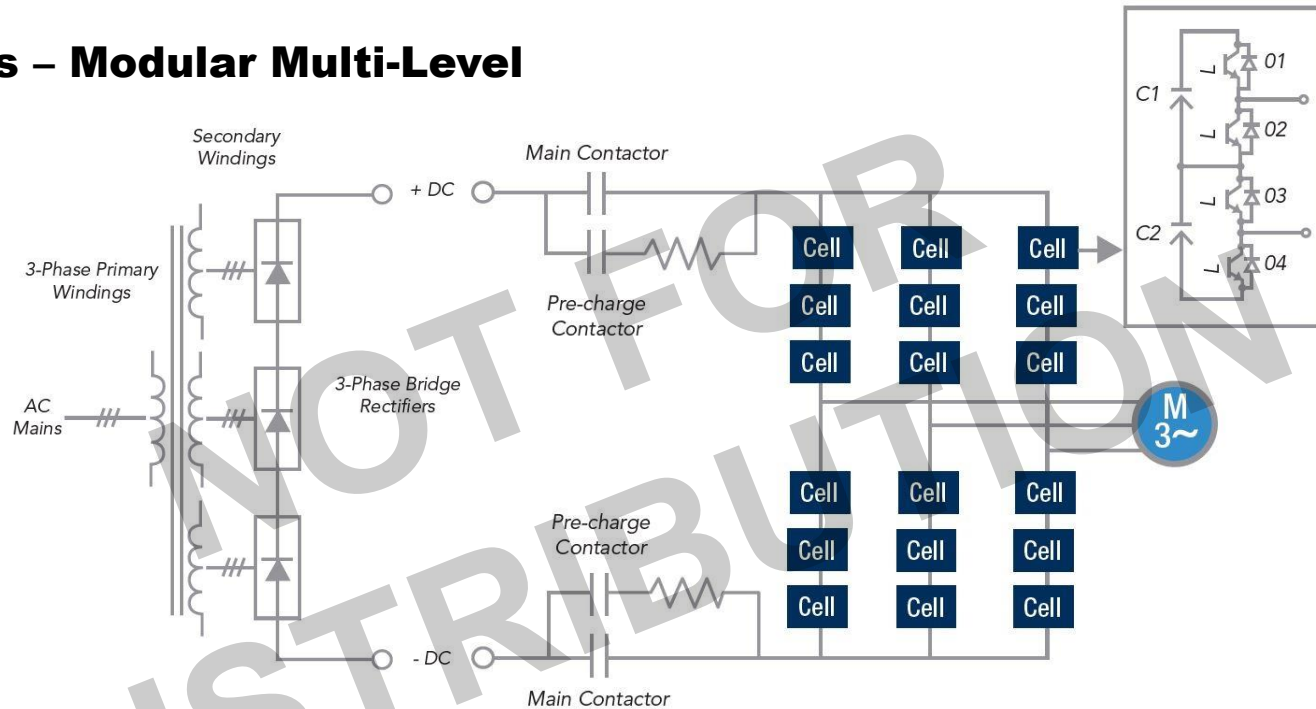 s – Modular Multi-Level
Secondary
Windings
3-Phase Primary
Windings
AC
Mains
3-Phase Bridge
Rectifiers
+ DC
Main Contactor
Pre-charge
Contactor
Cell Cell Cell
Cell Cell Cell
Cell Cell Cell
C1
C2
L
01
L
02
L
03
L
04
M
3~
Cell Cell Cell
Cell Cell Cell
Cell Cell Cell
Pre-charge
Contactor
- DC
Main Contactor
NOT FOR
STRIBUTION